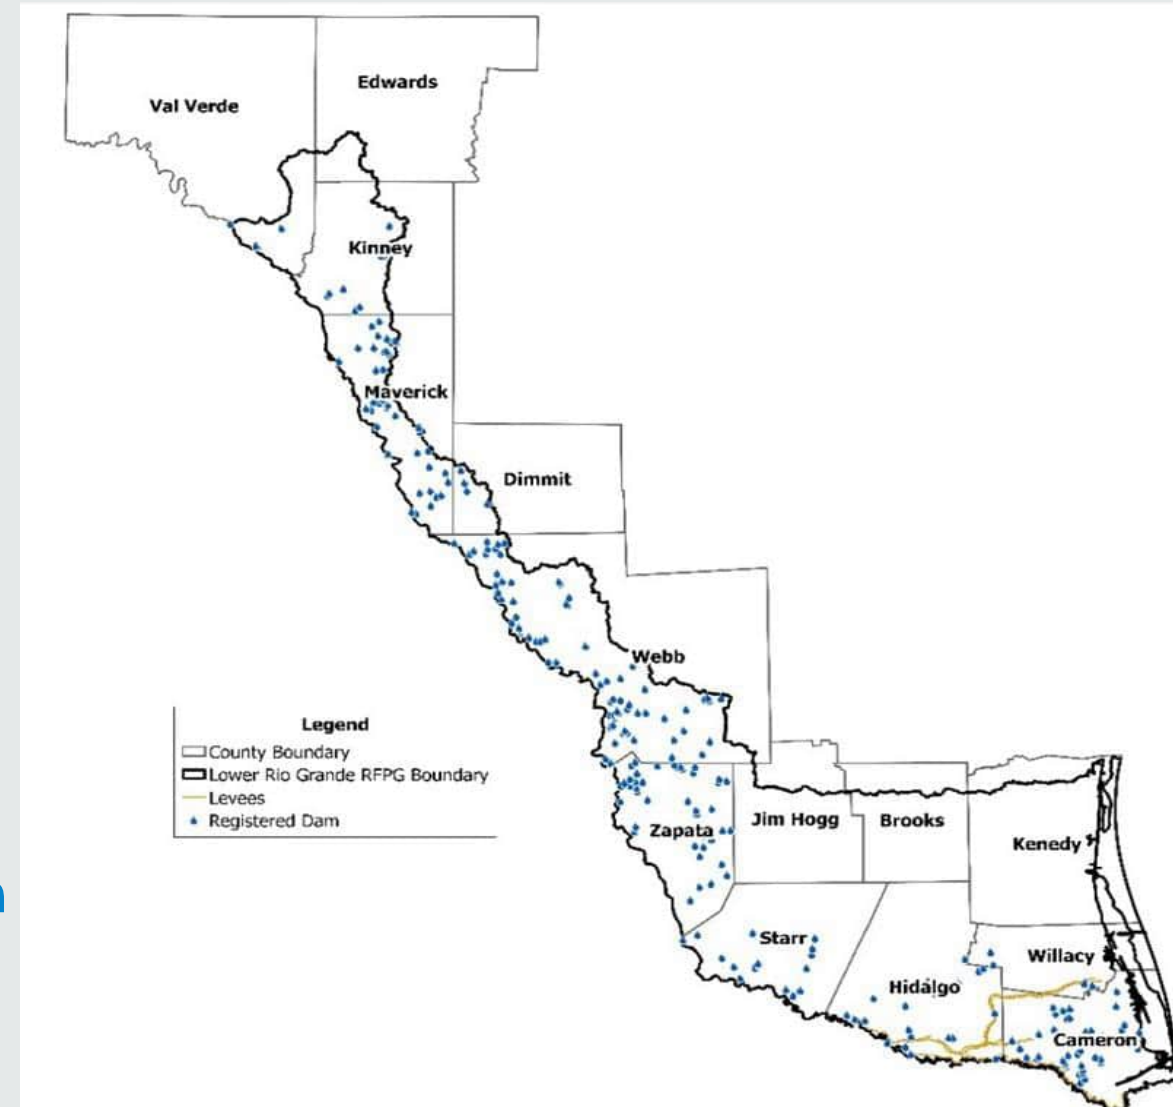 Edwards
Val Verde
Kinney
Maverick
Dimmit
Webb
Legend
County Boundary
Lower Rio Grande RFPG Boundary
Levees
Registered Dam
Zapata
Jim Hogg
Brooks
Kenedy
Starr
Willacy
Hidalgo
Cameron